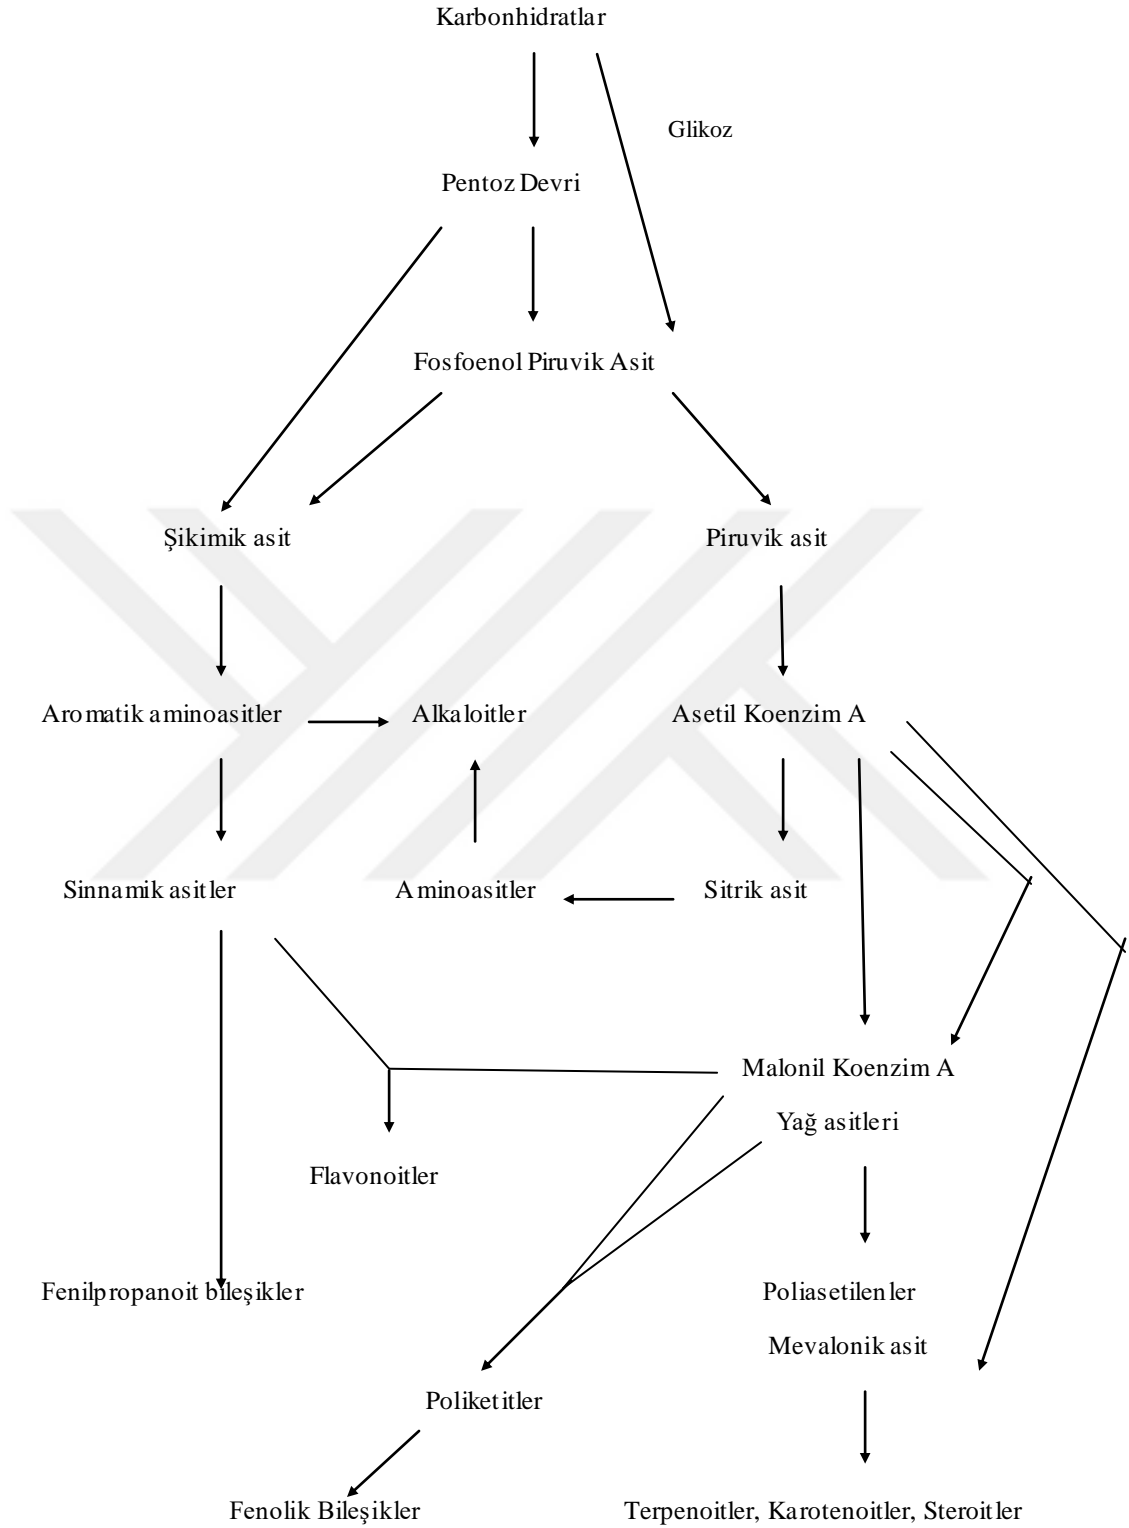 Karbonhidratlar
Glikoz
Pentoz Devri
Fosfoenol Piruvik Asit
Şikimik asit
Piruvik asit
Aromatik aminoasitler
Alkaloitler
Asetil Koenzim A
Sinnamik asitler
Aminoasitler
Sitrik asit
Malonil Koenzim A
Yağ asitleri
Flavonoitler
Fenilpropanoit bileşikler
Poliasetilenler
Mevalonik asit
Poliketitler
Fenolik Bileşikler
Terpenoitler, Karotenoitler, Steroitler